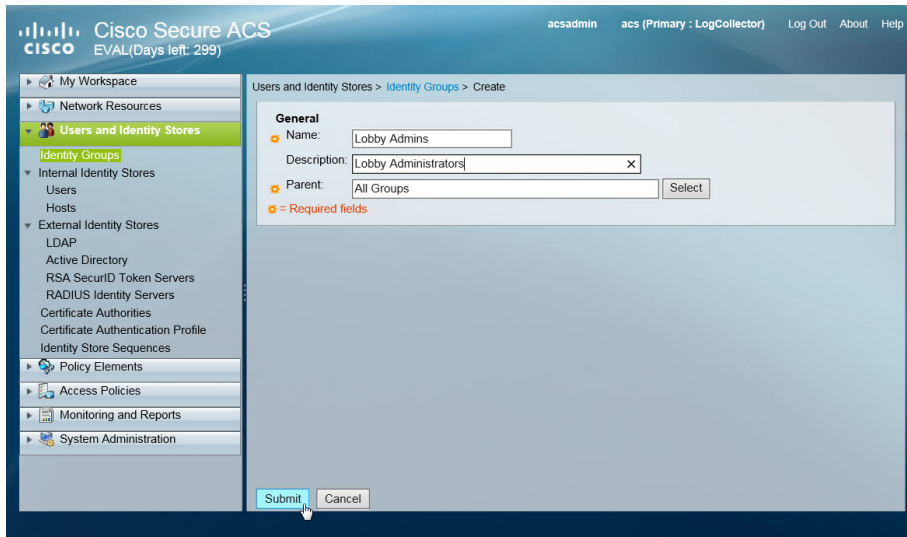 Cisco Secure ACS
acsadmin acs (Primary : LogCollector) Log Out About Help
CISCO EVAL(Days left: 299)
My Workspace
Network Resources
Users and Identity Stores
Identity Groups
Internal Identity Stores
Users
Hosts
External Identity Stores
LDAP
Active Directory
RSA SecurID Token Servers
RADIUS Identity Servers
Certificate Authorities
Certificate Authentication Profile
Identity Store Sequences
Policy Elements
Access Policies
Monitoring and Reports
System Administration
Users and Identity Stores > Identity Groups > Create
General
Name: Lobby Admins
Description: Lobby Administrators
Parent: All Groups Select
= Required fields
Submit Cancel